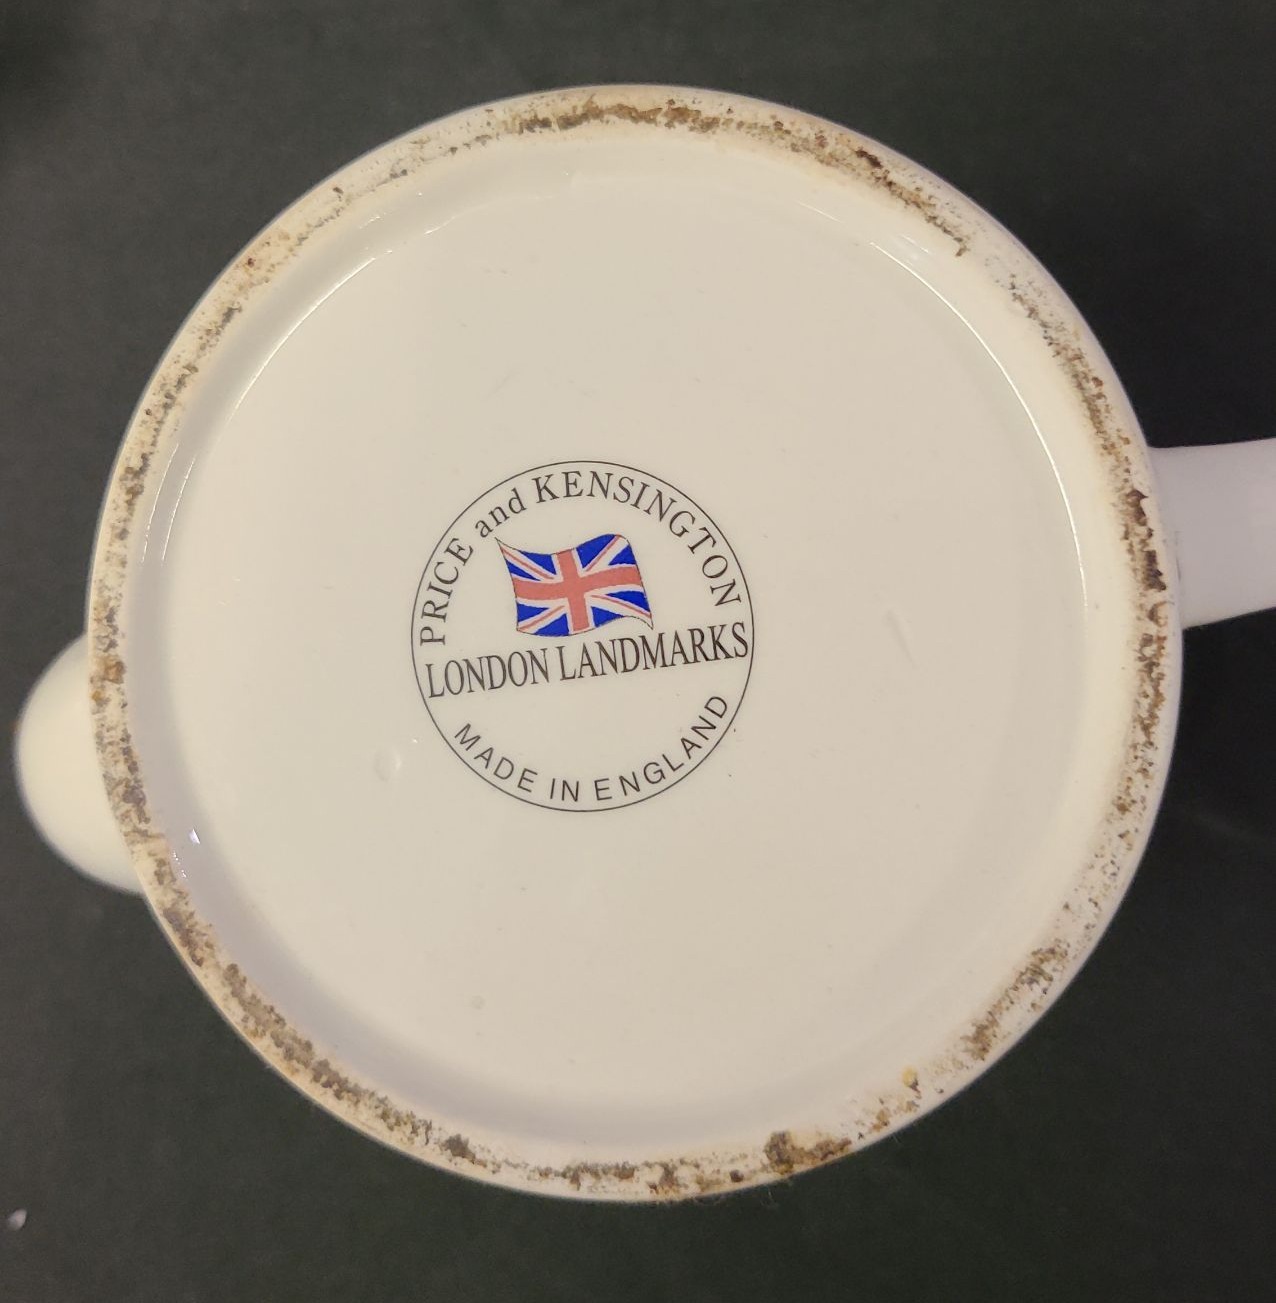 PRICE and KENSINGTON
LONDON LANDMARKS
MADE IN ENGLAND